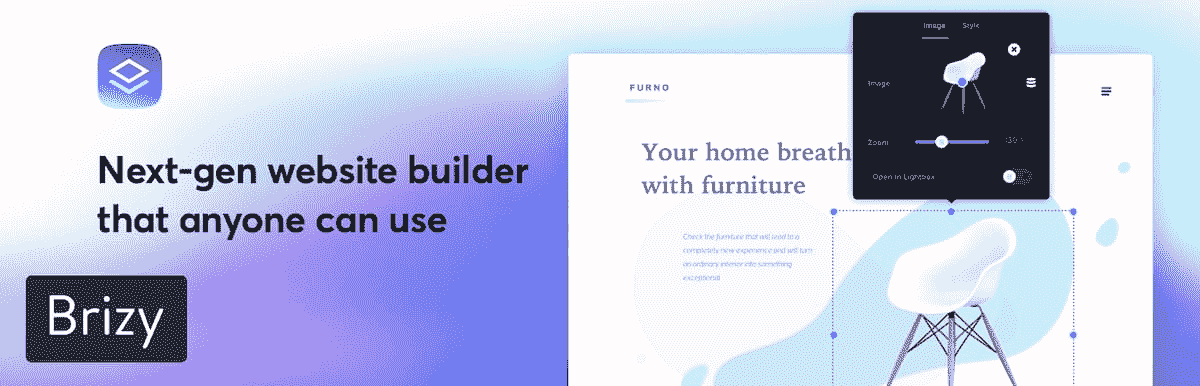 Next-gen website builder
that anyone can use
Brizy
FURNO
Your home breath
with furniture
Check the furniture that will lead to a
completely new experience and will turn
an ordinary interior into something
exceptional
Image Style
Image
Zoom
Open in Lightbox